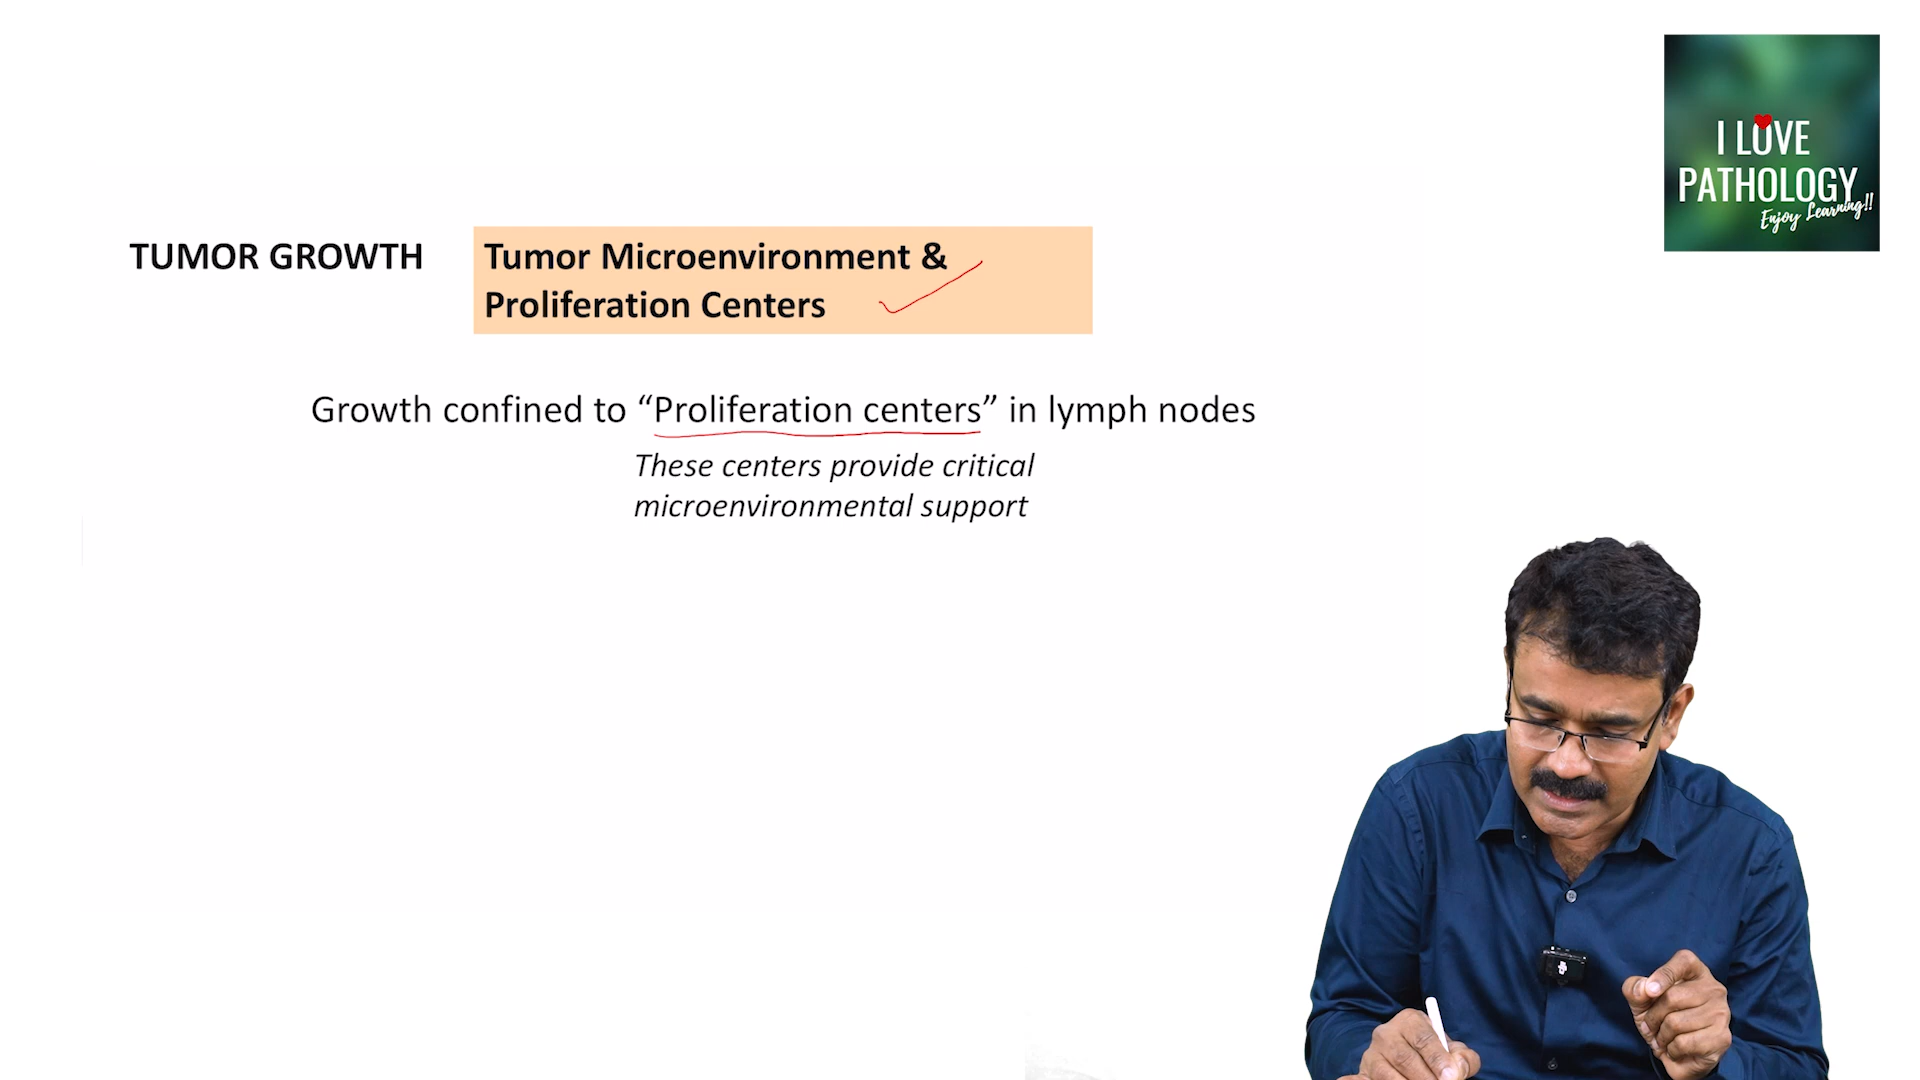 I LOVE
PATHOLOGY
Enjoy Learning!!
TUMOR GROWTH
Tumor Microenvironment &
Proliferation Centers
Growth confined to “Proliferation centers” in lymph nodes
These centers provide critical
microenvironmental support